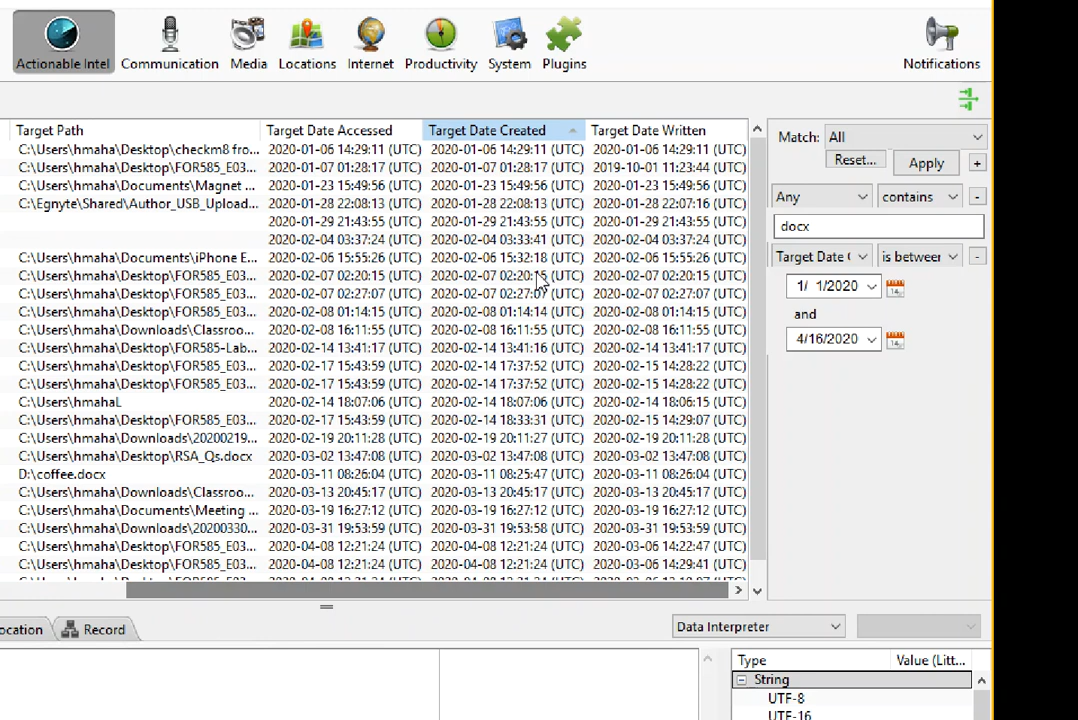 Actionable Intel Communication Media Locations Internet Productivity System Plugins Notifications
Target Path Target Date Accessed Target Date Created Target Date Written
C:\Users\hmaha\Desktop\checkm8 fro... 2020-01-06 14:29:11 (UTC) 2020-01-06 14:29:11 (UTC) 2020-01-06 14:29:11 (UTC)
C:\Users\hmaha\Desktop\FOR585_E03... 2020-01-07 01:28:17 (UTC) 2020-01-07 01:28:17 (UTC) 2019-10-01 11:23:44 (UTC)
C:\Users\hmaha\Documents\Magnet ... 2020-01-23 15:49:56 (UTC) 2020-01-23 15:49:56 (UTC) 2020-01-23 15:49:56 (UTC)
C:\Egnyte\Shared\Author_USB_Upload... 2020-01-28 22:08:13 (UTC) 2020-01-28 22:08:13 (UTC) 2020-01-28 22:07:16 (UTC)
2020-01-29 21:43:55 (UTC) 2020-01-29 21:43:55 (UTC) 2020-01-29 21:43:55 (UTC)
2020-02-04 03:37:24 (UTC) 2020-02-04 03:33:41 (UTC) 2020-02-04 03:37:24 (UTC)
C:\Users\hmaha\Documents\iPhone E... 2020-02-06 15:55:26 (UTC) 2020-02-06 15:32:18 (UTC) 2020-02-06 15:55:26 (UTC)
C:\Users\hmaha\Desktop\FOR585_E03... 2020-02-07 02:20:15 (UTC) 2020-02-07 02:20:15 (UTC) 2020-02-07 02:20:15 (UTC)
C:\Users\hmaha\Desktop\FOR585_E03... 2020-02-07 02:27:07 (UTC) 2020-02-07 02:27:07 (UTC) 2020-02-07 02:27:07 (UTC)
C:\Users\hmaha\Desktop\FOR585_E03... 2020-02-08 01:14:15 (UTC) 2020-02-08 01:14:14 (UTC) 2020-02-08 01:14:15 (UTC)
C:\Users\hmaha\Downloads\Classroo... 2020-02-08 16:11:55 (UTC) 2020-02-08 16:11:55 (UTC) 2020-02-08 16:11:55 (UTC)
C:\Users\hmaha\Desktop\FOR585-Lab... 2020-02-14 13:41:17 (UTC) 2020-02-14 13:41:16 (UTC) 2020-02-14 13:41:17 (UTC)
C:\Users\hmaha\Desktop\FOR585_E03... 2020-02-17 15:43:59 (UTC) 2020-02-14 17:37:52 (UTC) 2020-02-15 14:28:22 (UTC)
C:\Users\hmaha\Desktop\FOR585_E03... 2020-02-17 15:43:59 (UTC) 2020-02-14 17:37:52 (UTC) 2020-02-15 14:28:22 (UTC)
C:\Users\hmahaL 2020-02-14 18:07:06 (UTC) 2020-02-14 18:07:06 (UTC) 2020-02-14 18:06:15 (UTC)
C:\Users\hmaha\Desktop\FOR585_E03... 2020-02-17 15:43:59 (UTC) 2020-02-14 18:33:31 (UTC) 2020-02-15 14:29:07 (UTC)
C:\Users\hmaha\Downloads\20200219... 2020-02-19 20:11:28 (UTC) 2020-02-19 20:11:27 (UTC) 2020-02-19 20:11:28 (UTC)
C:\Users\hmaha\Desktop\RSA_Qs.docx 2020-03-02 13:47:08 (UTC) 2020-03-02 13:47:08 (UTC) 2020-03-02 13:47:08 (UTC)
D:\coffee.docx 2020-03-11 08:26:04 (UTC) 2020-03-11 08:25:47 (UTC) 2020-03-11 08:26:04 (UTC)
C:\Users\hmaha\Downloads\Classroo... 2020-03-13 20:45:17 (UTC) 2020-03-13 20:45:17 (UTC) 2020-03-13 20:45:17 (UTC)
C:\Users\hmaha\Documents\Meeting ... 2020-03-19 16:27:12 (UTC) 2020-03-19 16:27:12 (UTC) 2020-03-19 16:27:12 (UTC)
C:\Users\hmaha\Downloads\20200330... 2020-03-31 19:53:59 (UTC) 2020-03-31 19:53:58 (UTC) 2020-03-31 19:53:59 (UTC)
C:\Users\hmaha\Desktop\FOR585_E03... 2020-04-08 12:21:24 (UTC) 2020-04-08 12:21:24 (UTC) 2020-03-06 14:22:47 (UTC)
C:\Users\hmaha\Desktop\FOR585_E03... 2020-04-08 12:21:24 (UTC) 2020-04-08 12:21:24 (UTC) 2020-03-06 14:29:41 (UTC)
Match: All
Reset... Apply +
Any contains -
docx
Target Date ( is between -
1/ 1/2020
and
4/16/2020
ocation Record Data Interpreter
Type Value (Litt...
String
UTF-8
UTF-16